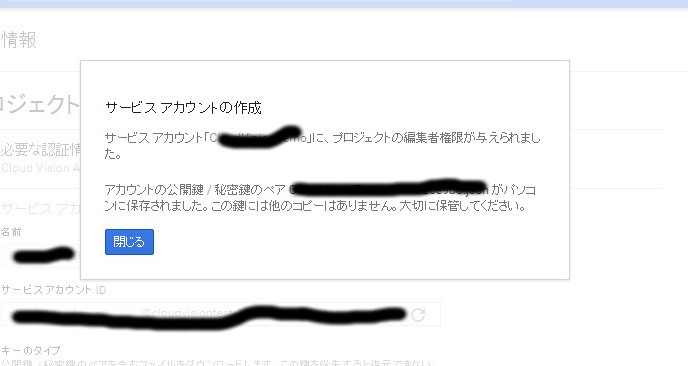 情報
ロジェクト
サービス アカウントの作成
サービス アカウント「」に、プロジェクトの編集者権限が与えられまし
た。
必要な認証情
Cloud Vision A
アカウントの公開鍵 / 秘密鍵のペア がパソコ
ンに保存されました。この鍵には他のコピーはありません。大切に保管してください。
サービス アカ
名前
閉じる
サービスアカウント ID
@cloudvisiontes
キーのタイプ
公開鍵 / 秘密鍵のペアを含むファイルをダウンロードします。この鍵を紛失すると復元できない